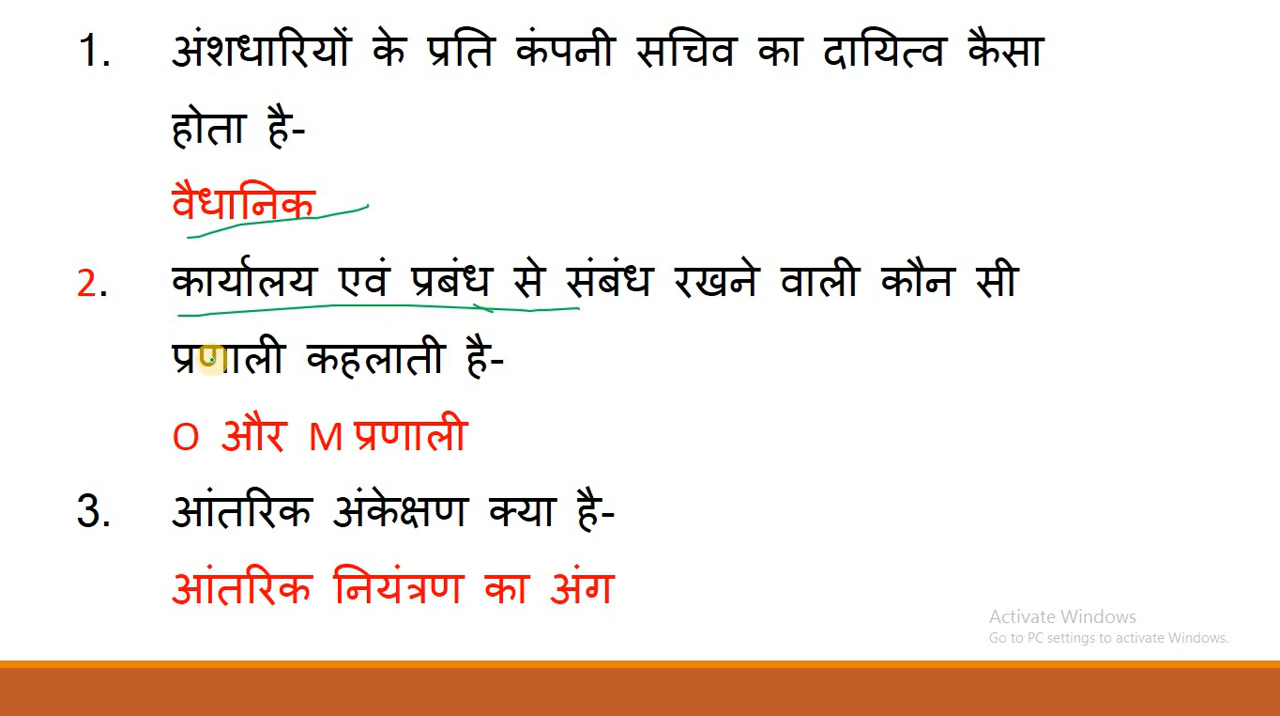 1. अंशधारियों के प्रति कंपनी सचिव का दायित्व कैसा
होता है-
वैधानिक
2. कार्यालय एवं प्रबंध से संबंध रखने वाली कौन सी
प्रणाली कहलाती है-
O और M प्रणाली
3. आंतरिक अंकेक्षण क्या है-
आंतरिक नियंत्रण का अंग
Activate Windows
Go to PC settings to activate Windows.